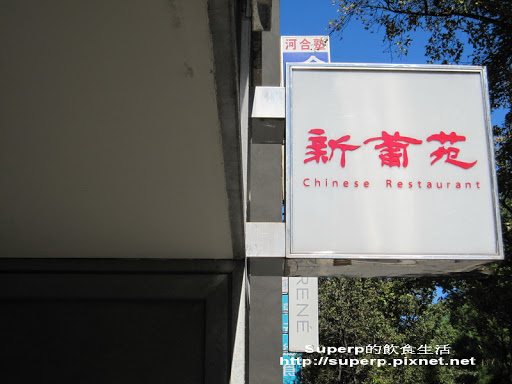 河合塾
新葡苑
Chinese Restaurant
RENÉ
Superp的飲食生活
http://superp.pixnet.net